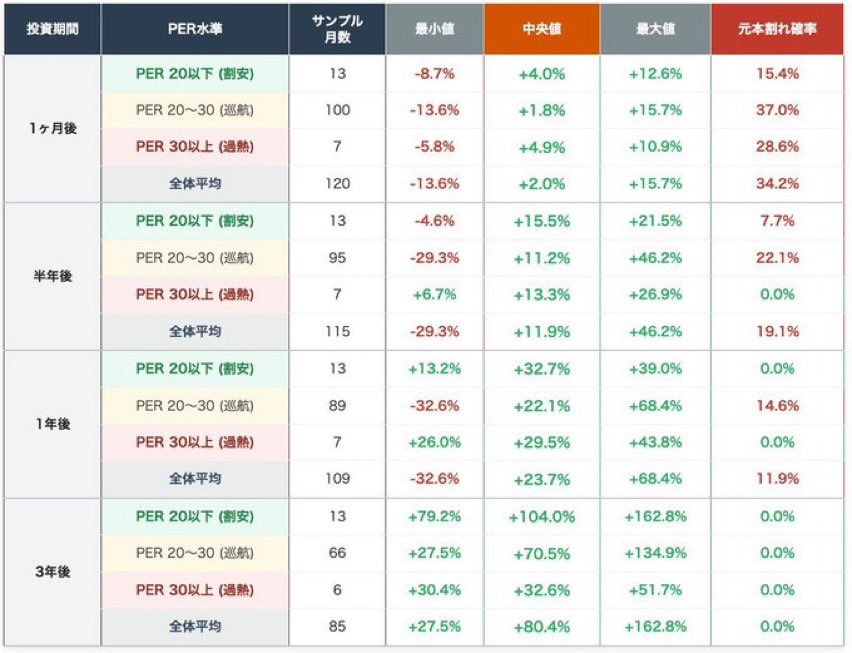 投資期間 PER水準 サンプル月数 最小値 中央値 最大値 元本割れ確率
1ヶ月後
PER 20以下 (割安) 13 -8.7% +4.0% +12.6% 15.4%
PER 20〜30 (巡航) 100 -13.6% +1.8% +15.7% 37.0%
PER 30以上 (過熱) 7 -5.8% +4.9% +10.9% 28.6%
全体平均 120 -13.6% +2.0% +15.7% 34.2%
半年後
PER 20以下 (割安) 13 -4.6% +15.5% +21.5% 7.7%
PER 20〜30 (巡航) 95 -29.3% +11.2% +46.2% 22.1%
PER 30以上 (過熱) 7 +6.7% +13.3% +26.9% 0.0%
全体平均 115 -29.3% +11.9% +46.2% 19.1%
1年後
PER 20以下 (割安) 13 +13.2% +32.7% +39.0% 0.0%
PER 20〜30 (巡航) 89 -32.6% +22.1% +68.4% 14.6%
PER 30以上 (過熱) 7 +26.0% +29.5% +43.8% 0.0%
全体平均 109 -32.6% +23.7% +68.4% 11.9%
3年後
PER 20以下 (割安) 13 +79.2% +104.0% +162.8% 0.0%
PER 20〜30 (巡航) 66 +27.5% +70.5% +134.9% 0.0%
PER 30以上 (過熱) 6 +30.4% +32.6% +51.7% 0.0%
全体平均 85 +27.5% +80.4% +162.8% 0.0%